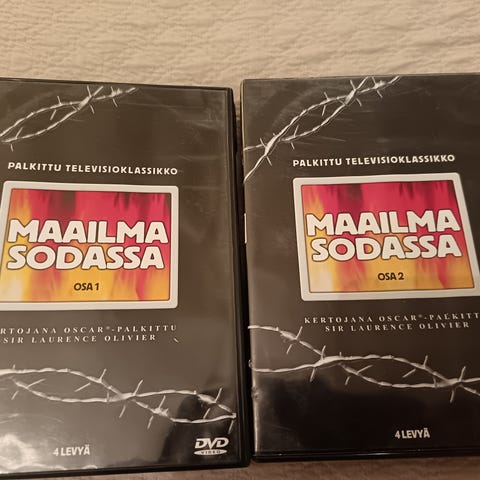 PALKITTU TELEVISIOKLASSIKKO
MAAILMA
SODASSA
OSA 1
ERTOJANA OSCAR®-PALKITTU
SIR LAURENCE OLIVIER
4 LEVYÄ
DVD
VIDEO
PALKITTU TELEVISIOKLASSIKKO
MAAILMA
SODASSA
OSA 2
KERTOJANA OSCAR®-PALKITTU
SIR LAURENCE OLIVIER
4 LEVYÄ